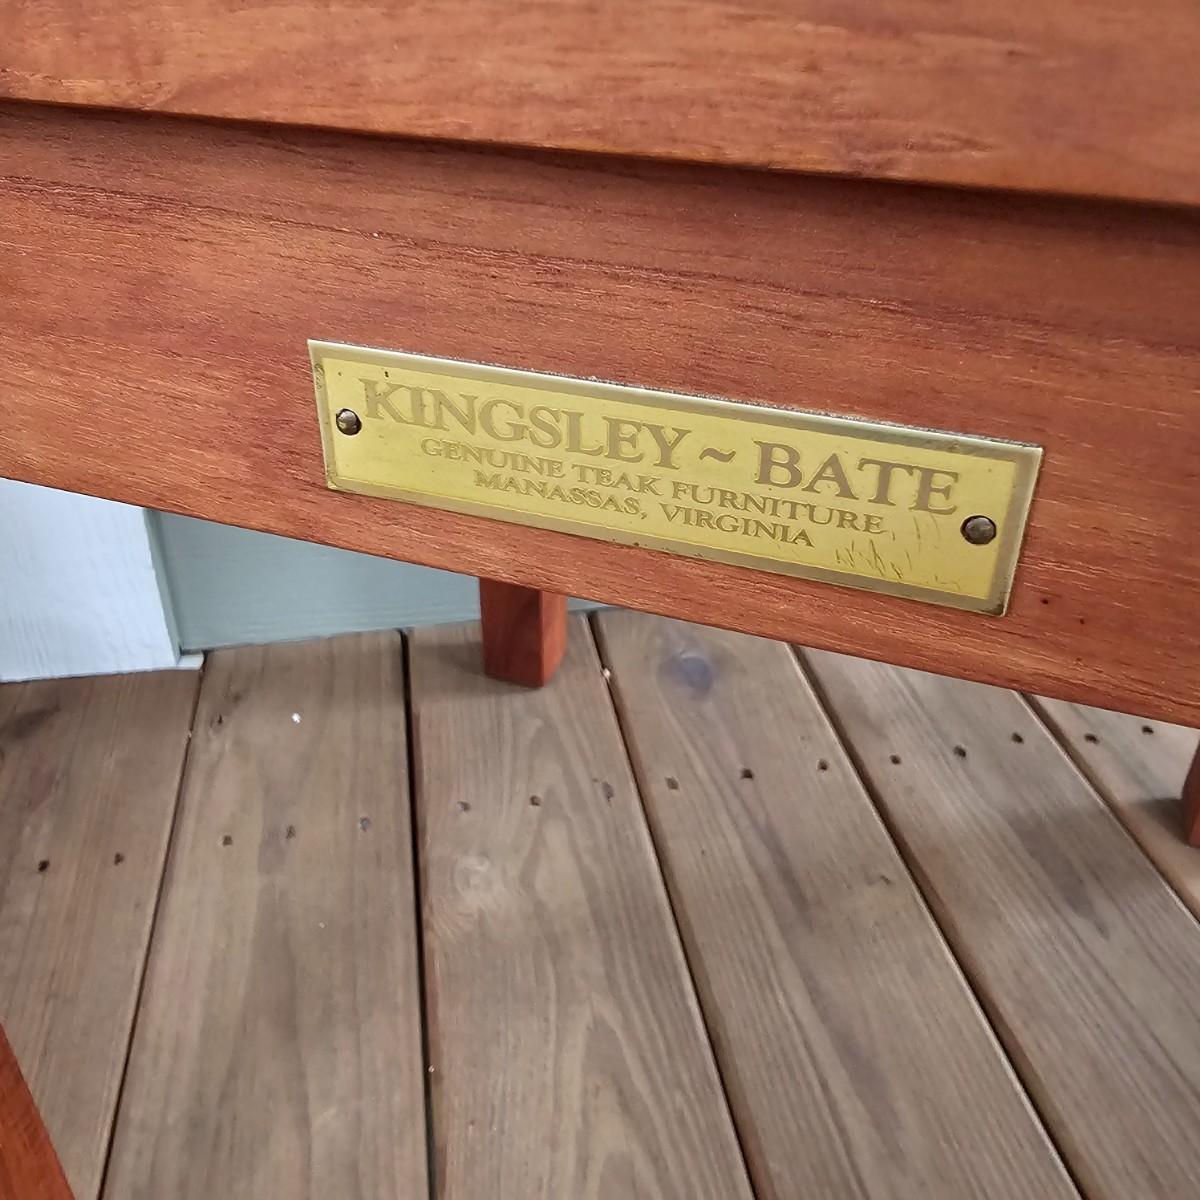 KINGSLEY ~ BATE
GENUINE TEAK FURNITURE
MANASSAS, VIRGINIA